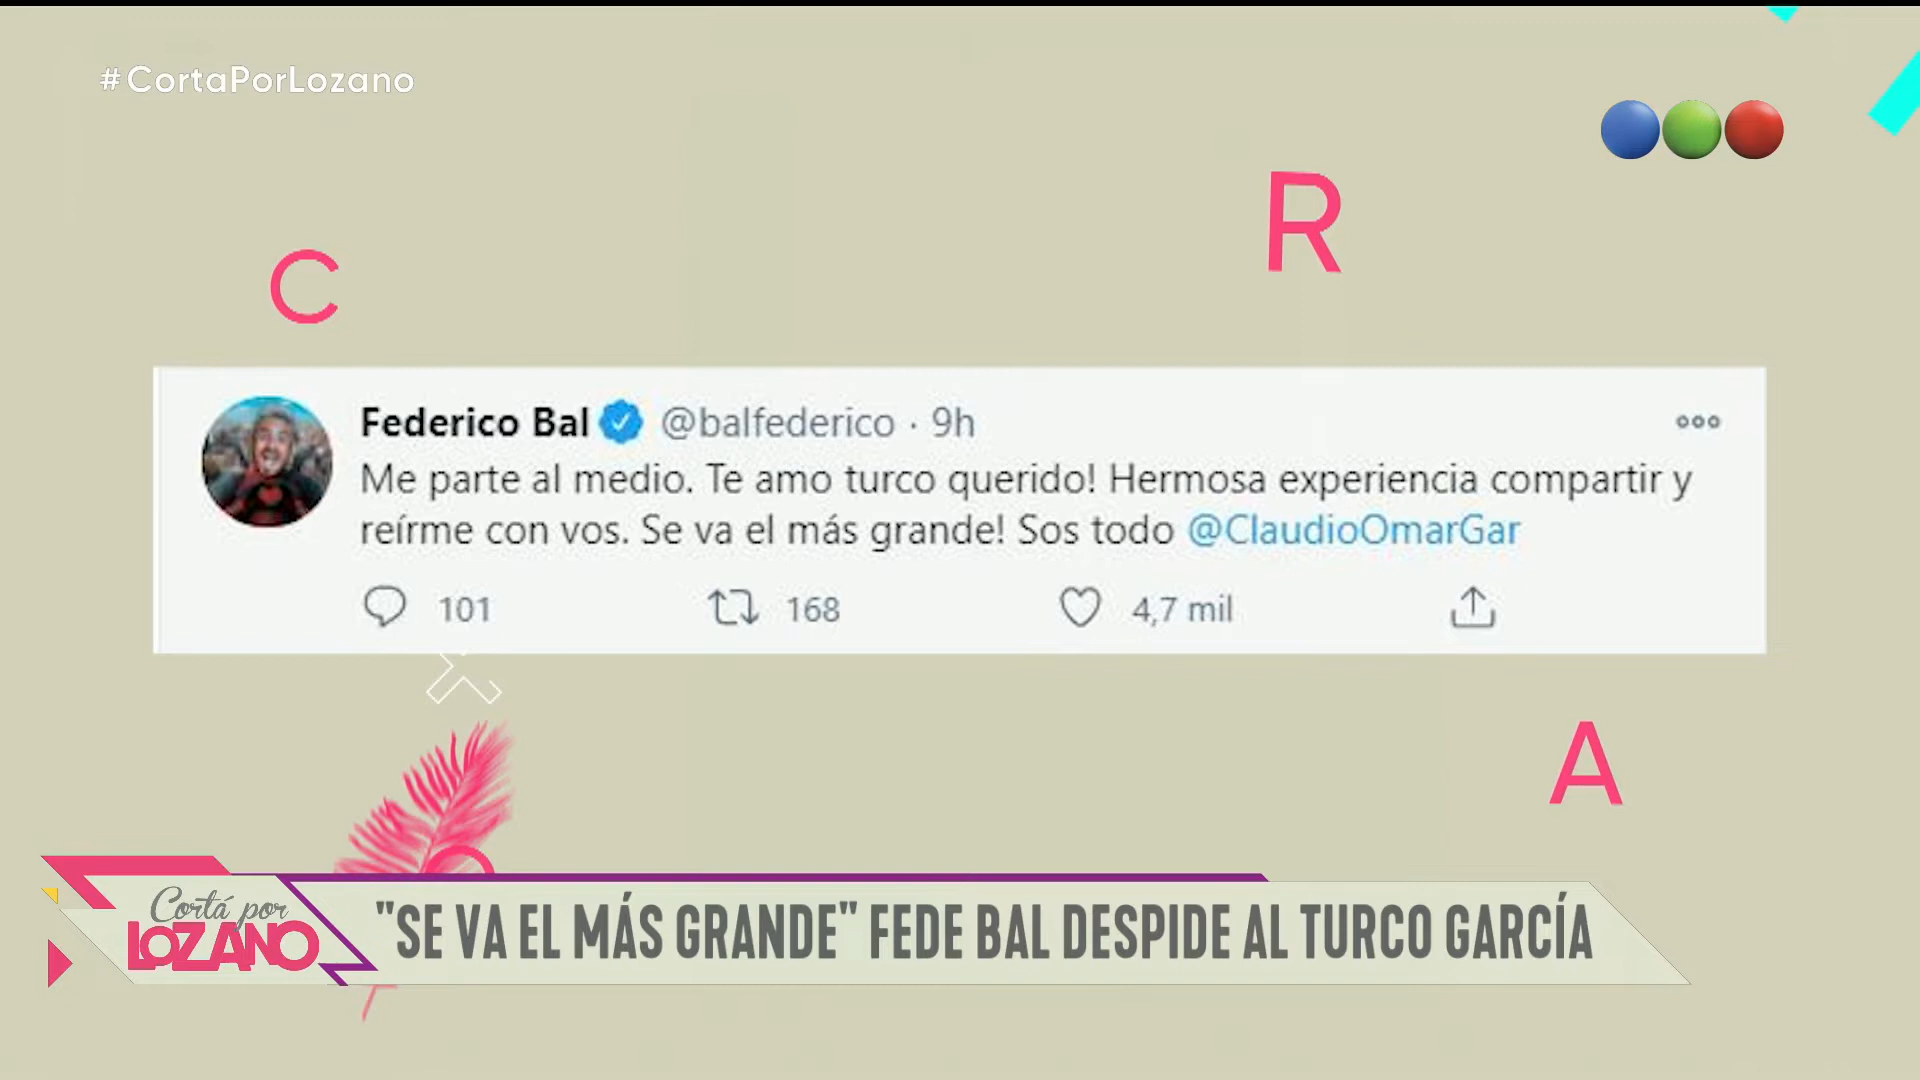 #CortaPorLozano
R
C
Federico Bal @balfederico · 9h
Me parte al medio. Te amo turco querido! Hermosa experiencia compartir y
reírme con vos. Se va el más grande! Sos todo @ClaudioOmarGar
101 168 4,7 mil
A
Cortá por
LOZANO
"SE VA EL MÁS GRANDE" FEDE BAL DESPIDE AL TURCO GARCÍA